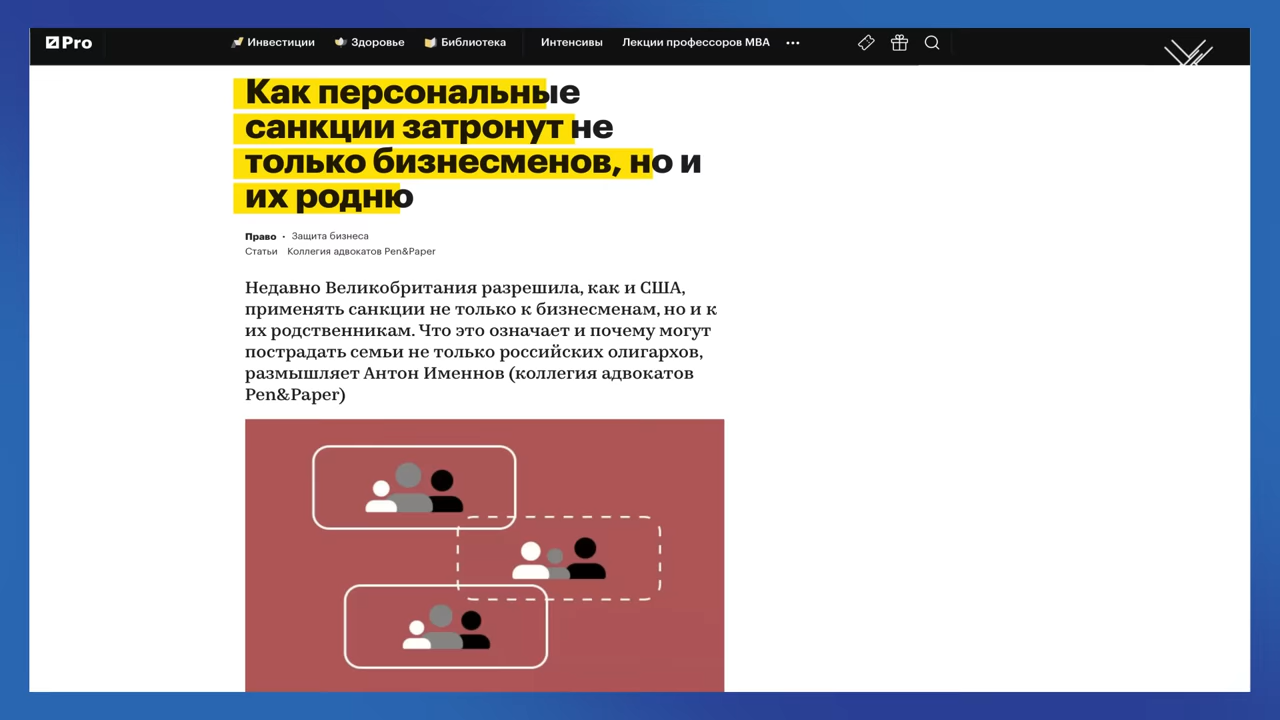 Pro
Инвестиции
Здоровье
Библиотека
Интенсивы
Лекции профессоров MBA
Как персональные
санкции затронут не
только бизнесменов, но и
их родню
Право · Защита бизнеса
Статьи Коллегия адвокатов Pen&Paper
Недавно Великобритания разрешила, как и США,
применять санкции не только к бизнесменам, но и к
их родственникам. Что это означает и почему могут
пострадать семьи не только российских олигархов,
размышляет Антон Именнов (коллегия адвокатов
Pen&Paper)